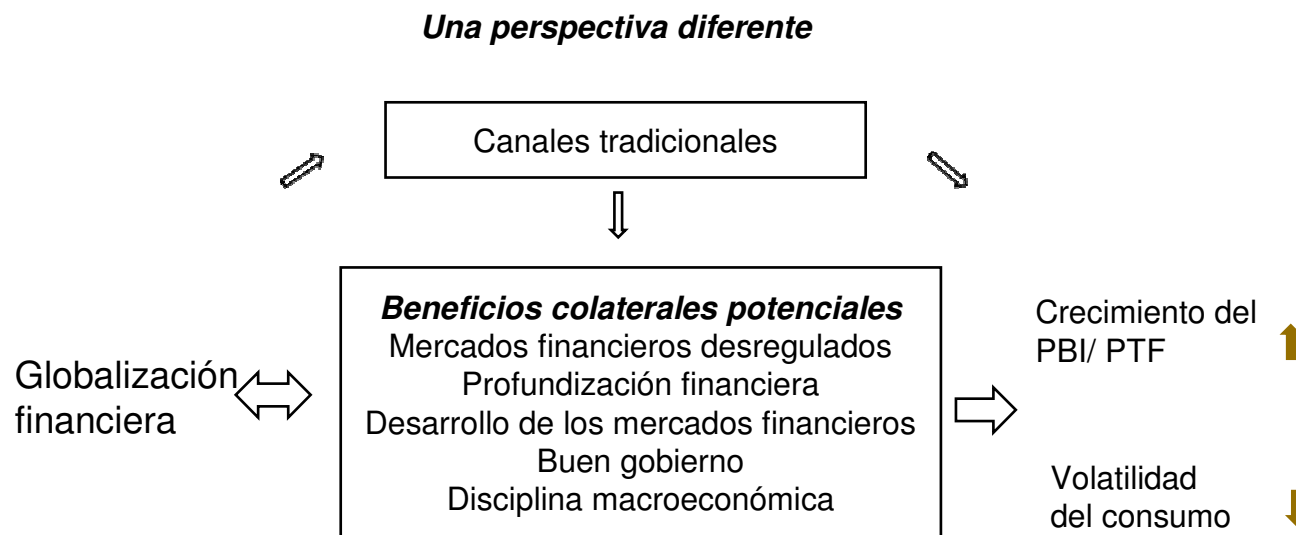 Una perspectiva diferente
Canales tradicionales
Beneficios colaterales potenciales
Mercados financieros desregulados
Profundización financiera
Desarrollo de los mercados financieros
Buen gobierno
Disciplina macroeconómica
Globalización
financiera
Crecimiento del
PBI/ PTF
Volatilidad
del consumo